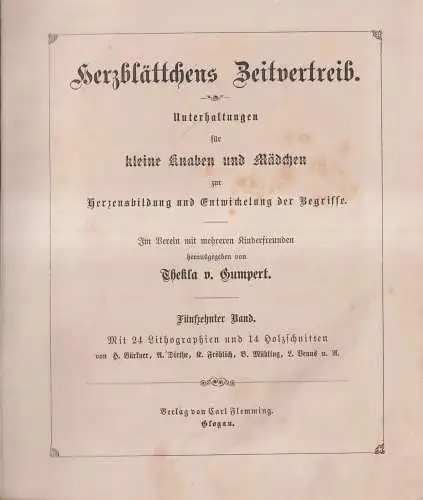 Herzblättchens Zeitvertreib.
Unterhaltungen
für
kleine Knaben und Mädchen
zur
Herzensbildung und Entwickelung der Begriffe.
Im Verein mit mehreren Kinderfreunden
herausgegeben von
Thekla v. Gumpert.
Fünfzehnter Band.
Mit 24 Lithographien und 14 Holzschnitten
von H. Bürkner, A. Diethe, K. Fröhlich, B. Mühlig, L. Venus u. A.
Verlag von Carl Flemming.
Glogau.